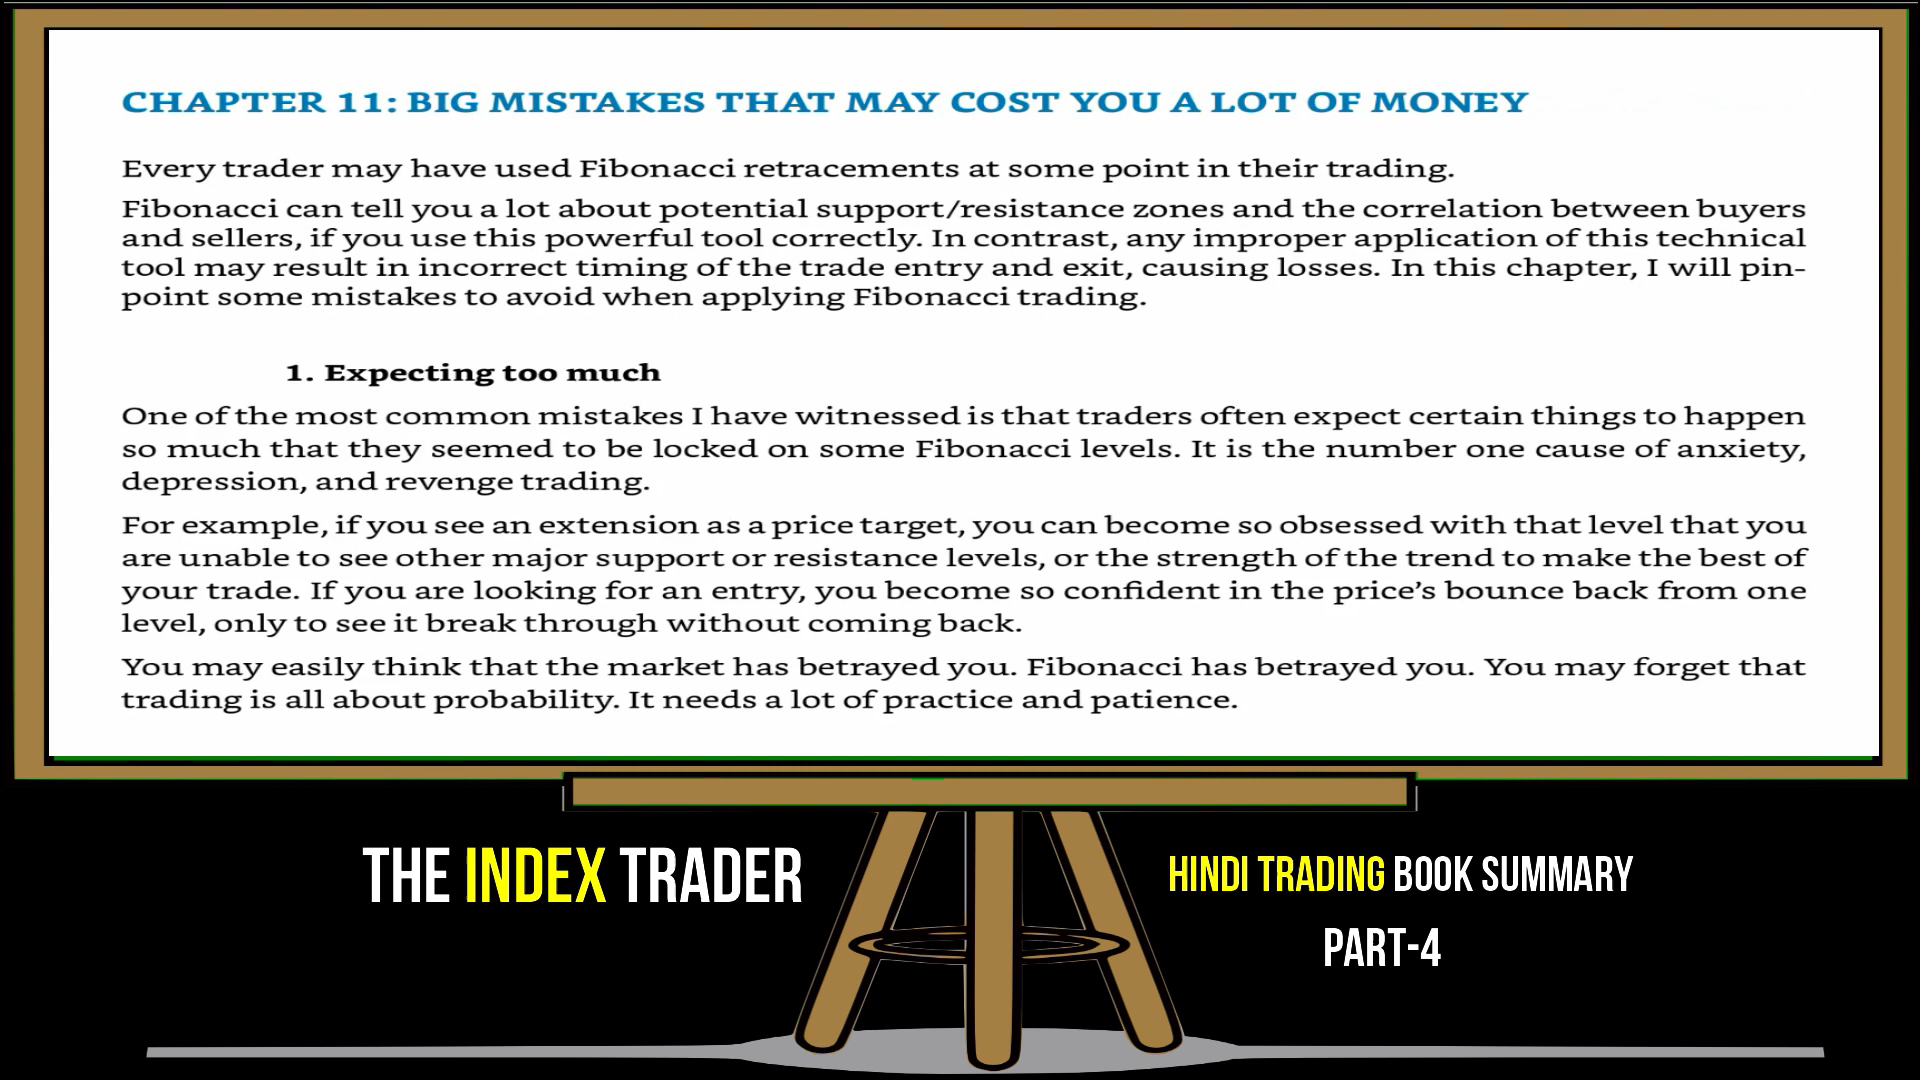 CHAPTER 11: BIG MISTAKES THAT MAY COST YOU A LOT OF MONEY
Every trader may have used Fibonacci retracements at some point in their trading.
Fibonacci can tell you a lot about potential support/resistance zones and the correlation between buyers
and sellers, if you use this powerful tool correctly. In contrast, any improper application of this technical
tool may result in incorrect timing of the trade entry and exit, causing losses. In this chapter, I will pin-
point some mistakes to avoid when applying Fibonacci trading.
1. Expecting too much
One of the most common mistakes I have witnessed is that traders often expect certain things to happen
so much that they seemed to be locked on some Fibonacci levels. It is the number one cause of anxiety,
depression, and revenge trading.
For example, if you see an extension as a price target, you can become so obsessed with that level that you
are unable to see other major support or resistance levels, or the strength of the trend to make the best of
your trade. If you are looking for an entry, you become so confident in the price’s bounce back from one
level, only to see it break through without coming back.
You may easily think that the market has betrayed you. Fibonacci has betrayed you. You may forget that
trading is all about probability. It needs a lot of practice and patience.
THE INDEX TRADER
HINDI TRADING BOOK SUMMARY
PART-4